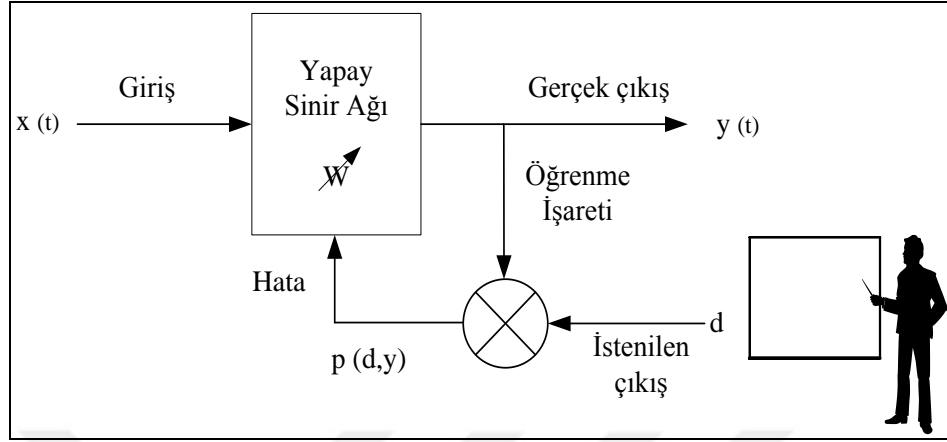 Yapay
Sinir Ağı
W
Giriş
x (t)
Gerçek çıkış
y (t)
Öğrenme
İşareti
Hata
p (d,y)
d
İstenilen
çıkış